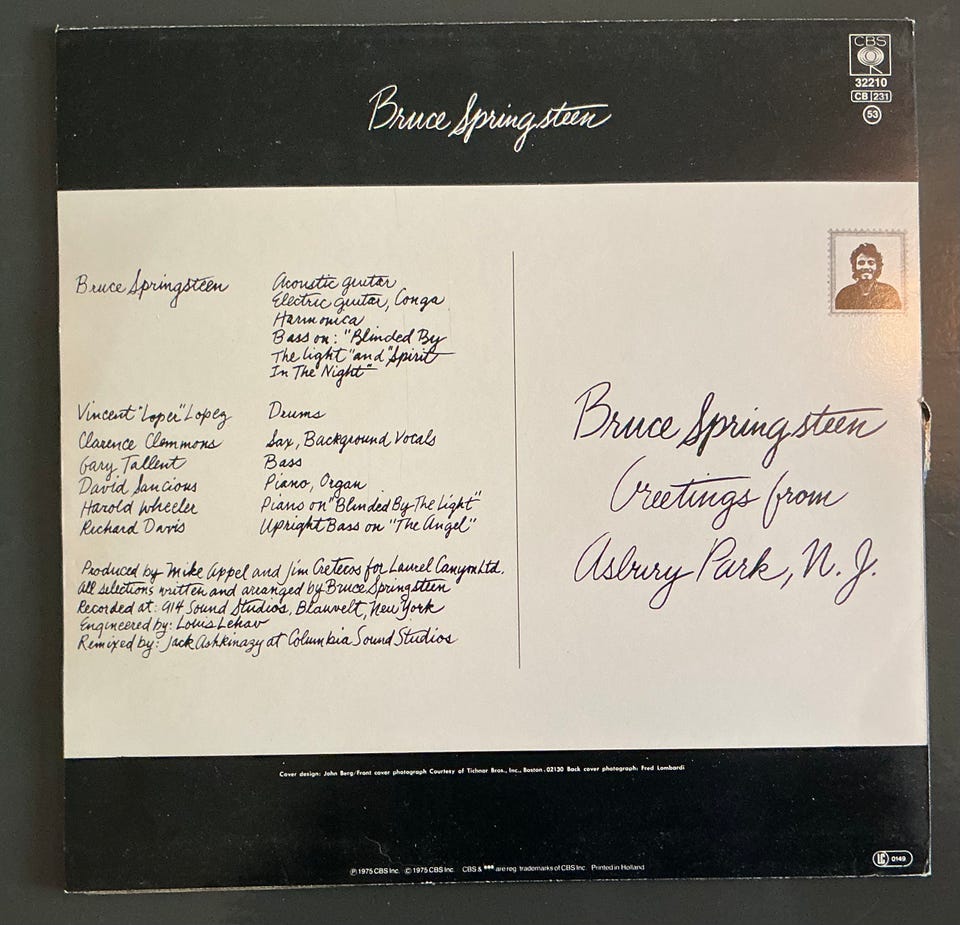 CBS
32210
CB 231
53
Bruce Springsteen
Bruce Springsteen Acoustic guitar
Electric guitar, Conga
Harmonica
Bass on: "Blinded By
The Light" and "Spirit
In The Night"
Vincent "Loper" Lopez Drums
Clarence Clemmons Sax, Background Vocals
Gary Tallent Bass
David Sancious Piano, Organ
Harold Wheeler Piano on "Blinded By The Light"
Richard Davis Upright Bass on "The Angel"
Produced by Mike Appel and Jim Cretecos for Laurel Canyon Ltd.
All selections written and arranged by Bruce Springsteen
Recorded at: 914 Sound Studios, Blauvelt, New York
Engineered by: Louis Lehav
Remixed by: Jack Ashkinazy at Columbia Sound Studios
Bruce Springsteen
Greetings from
Asbury Park, N.J.
Cover design: John Berg/Front cover photograph Courtesy of Tichnor Bros., Inc., Boston, 02130 Back cover photograph: Fred Lombardi
LC 0149
℗ 1975 CBS Inc. © 1975 CBS Inc. CBS & are reg. trademarks of CBS Inc. Printed in Holland